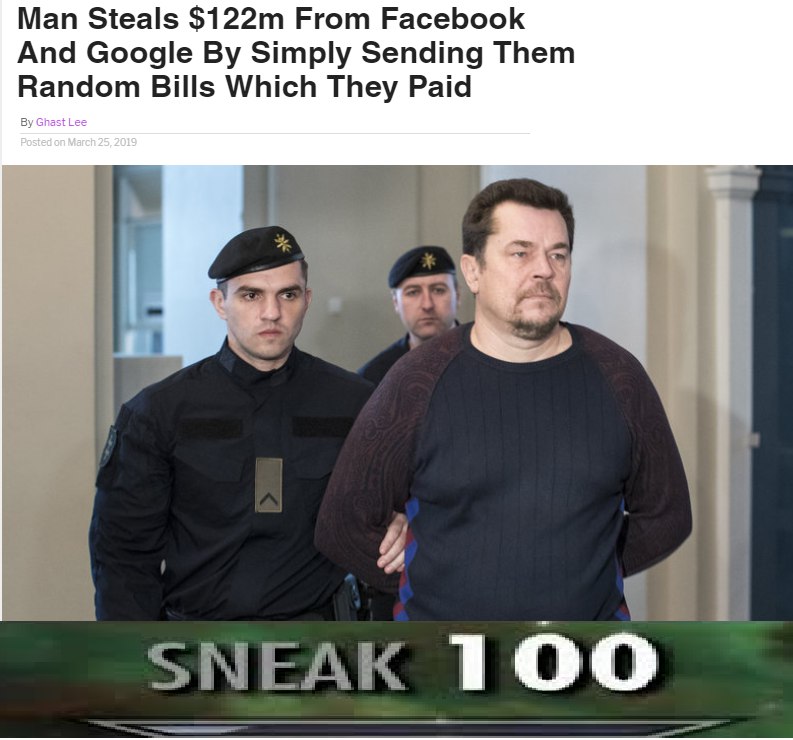 Man Steals $122m From Facebook
And Google By Simply Sending Them
Random Bills Which They Paid
By Ghast Lee
Posted on March 25, 2019
SNEAK 100